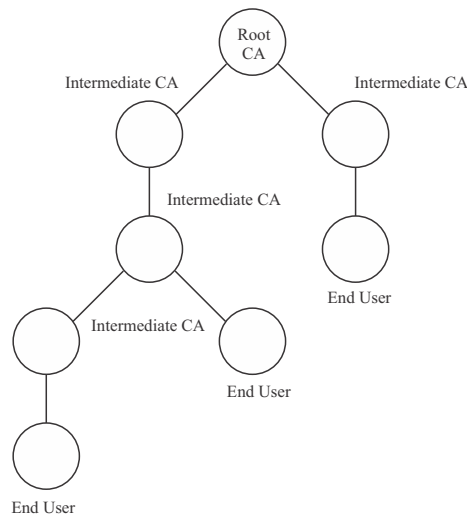 Root
CA
Intermediate CA
Intermediate CA
Intermediate CA
End User
Intermediate CA
End User
End User